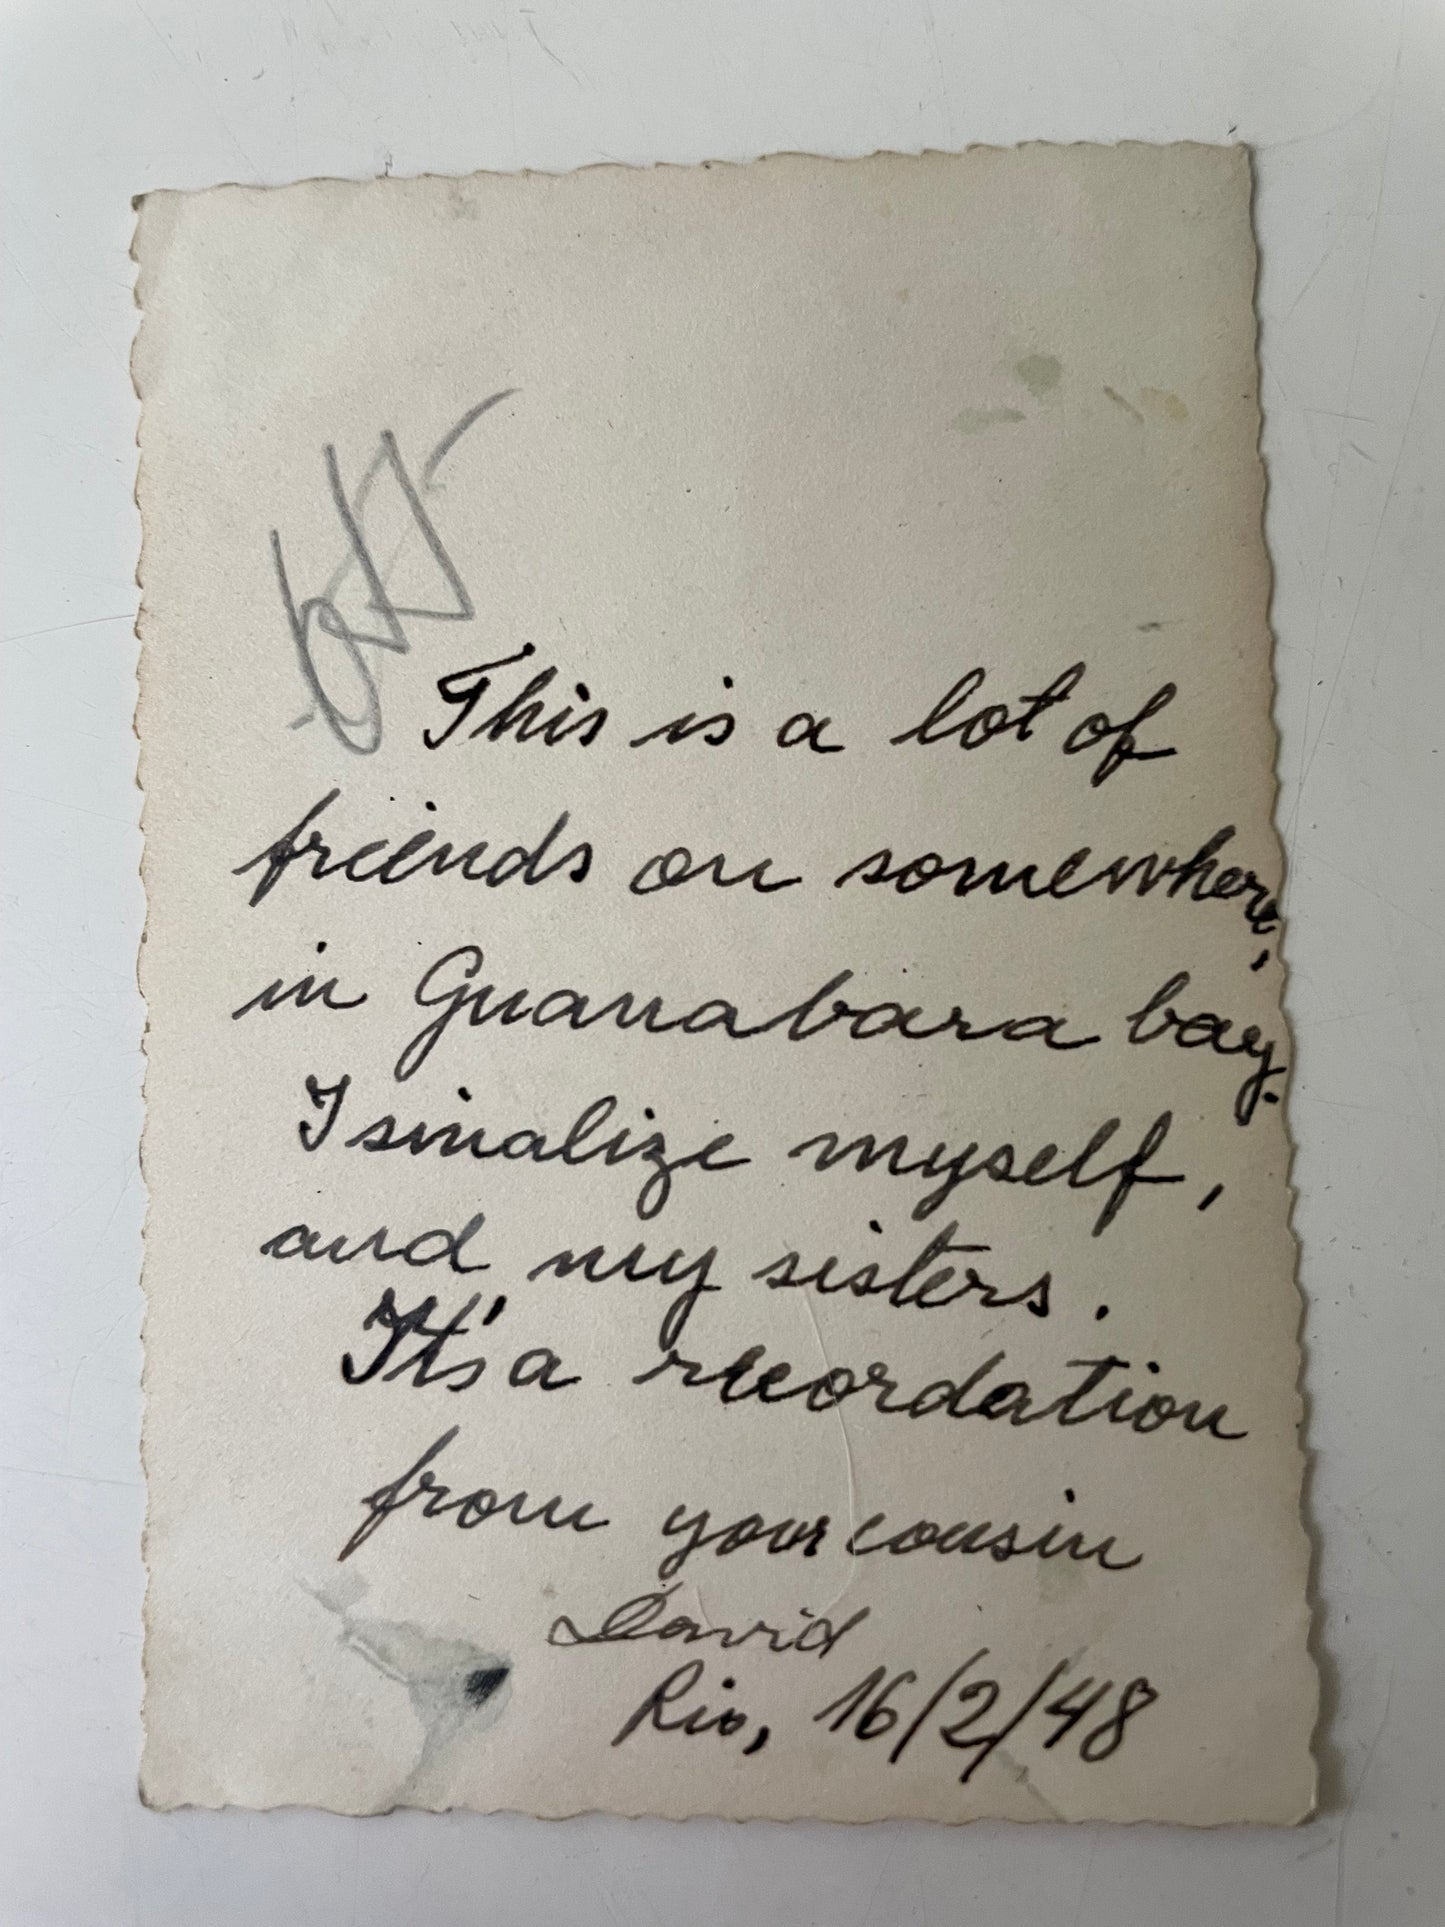 This is a lot of
friends on somewhere,
in Guanabara bay.
I sinalize myself,
and my sisters.
It's a recordation
from your cousin
David
Rio, 16/2/48